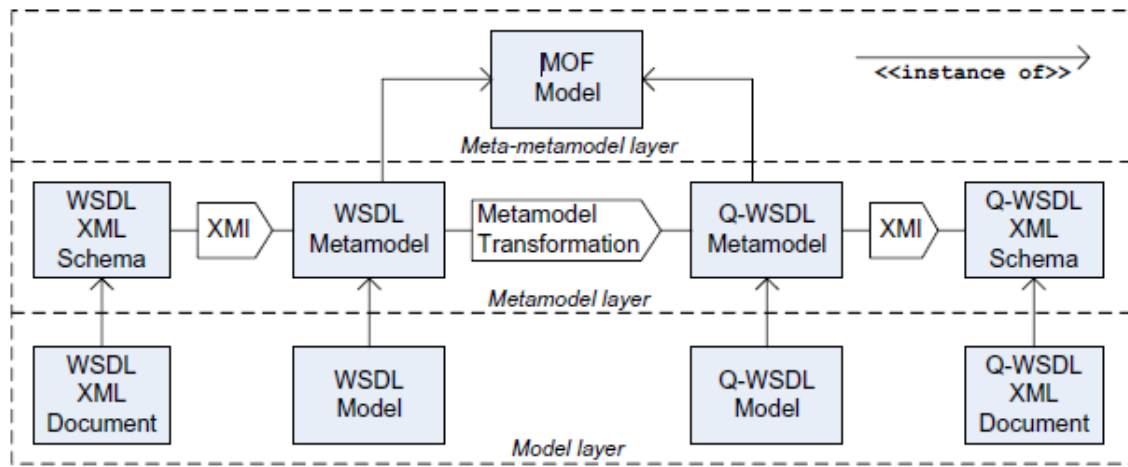 MOF
Model
<<instance of>>
Meta-metamodel layer
WSDL
XML
Schema
XMI
WSDL
Metamodel
Metamodel
Transformation
Q-WSDL
Metamodel
XMI
Q-WSDL
XML
Schema
Metamodel layer
WSDL
XML
Document
WSDL
Model
Q-WSDL
Model
Q-WSDL
XML
Document
Model layer